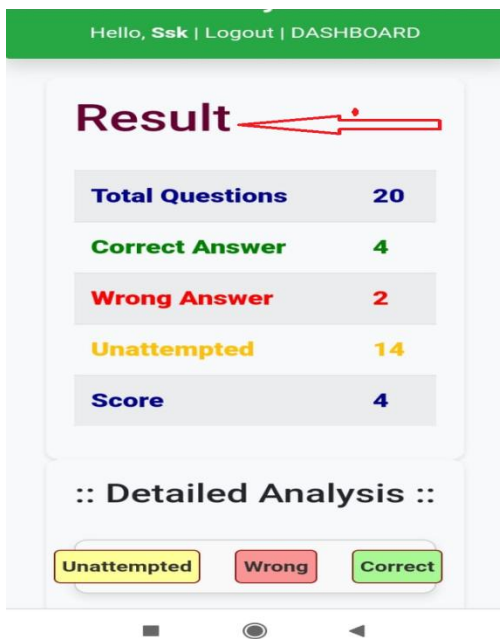 Hello, Ssk | Logout | DASHBOARD
Result
Total Questions 20
Correct Answer 4
Wrong Answer 2
Unattempted 14
Score 4
:: Detailed Analysis ::
Unattempted Wrong Correct